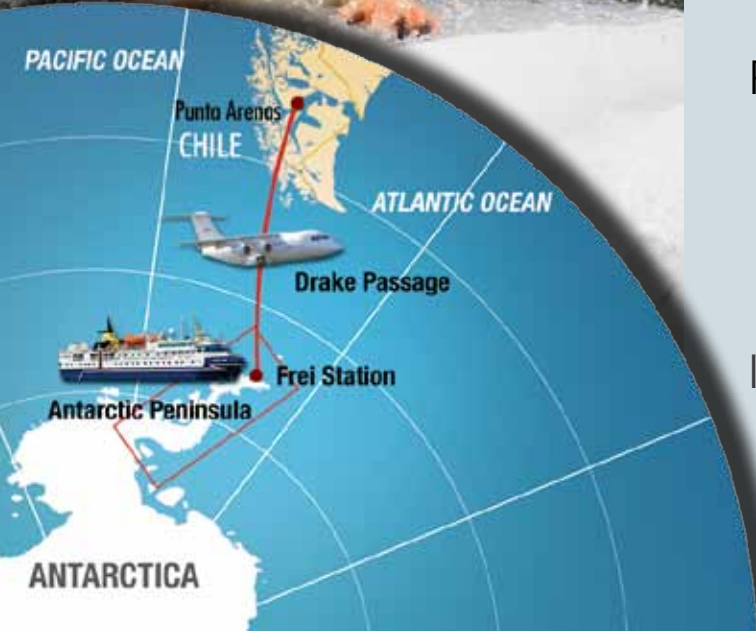 PACIFIC OCEAN
Punta Arenas
CHILE
ATLANTIC OCEAN
Drake Passage
Frei Station
Antarctic Peninsula
ANTARCTICA